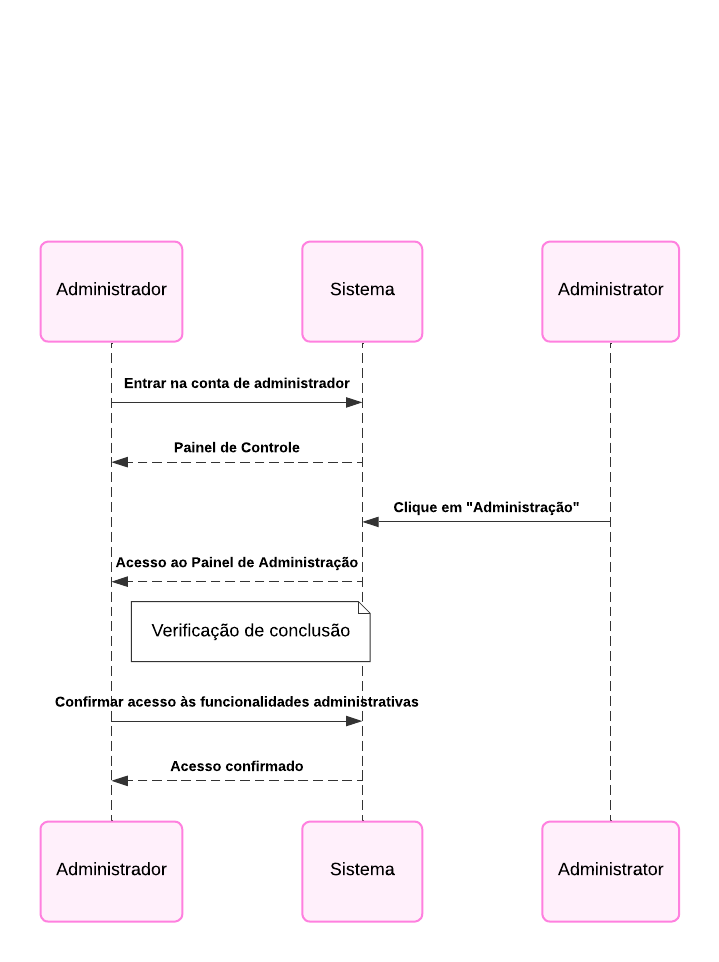 Administrador
Sistema
Administrator
Entrar na conta de administrador
Painel de Controle
Clique em "Administração"
Acesso ao Painel de Administração
Verificação de conclusão
Confirmar acesso às funcionalidades administrativas
Acesso confirmado
Administrador
Sistema
Administrator